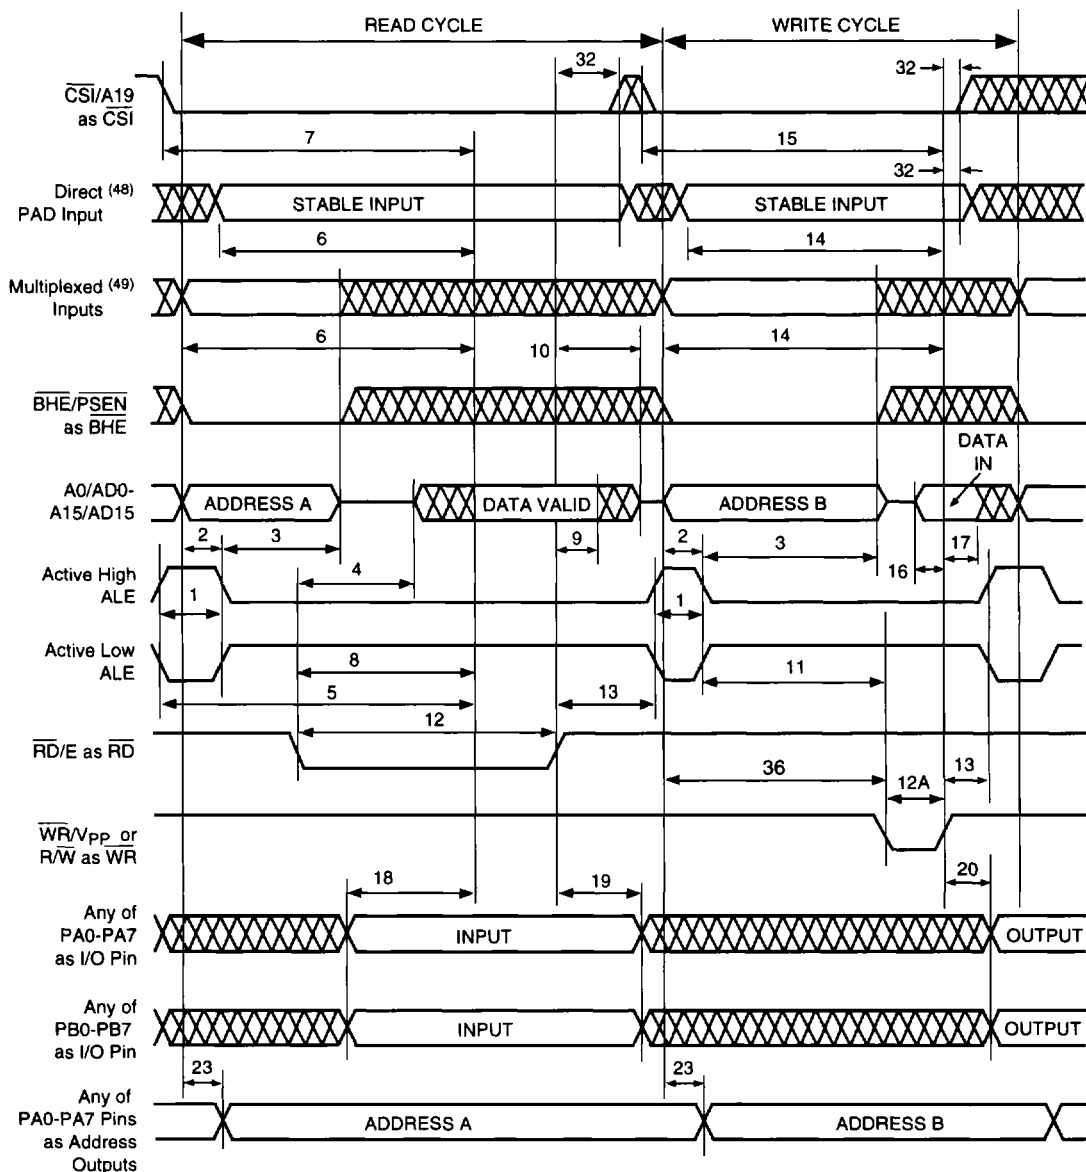 READ CYCLE WRITE CYCLE
32
32
CSI/A19
as CSI
7
15
32
Direct (48)
PAD Input
STABLE INPUT
STABLE INPUT
6
14
Multiplexed (49)
Inputs
6
10
14
BHE/PSEN
as BHE
DATA
IN
A0/AD0-
A15/AD15
ADDRESS A
DATA VALID
ADDRESS B
2
3
9
2
3
17
4
16
Active High
ALE
1
1
Active Low
ALE
8
11
5
13
12
RD/E as RD
36
12A
13
WR/VPP or
R/W as WR
18
19
20
Any of
PA0-PA7
as I/O Pin
INPUT
OUTPUT
Any of
PB0-PB7
as I/O Pin
INPUT
OUTPUT
23
23
Any of
PA0-PA7 Pins
as Address
Outputs
ADDRESS A
ADDRESS B